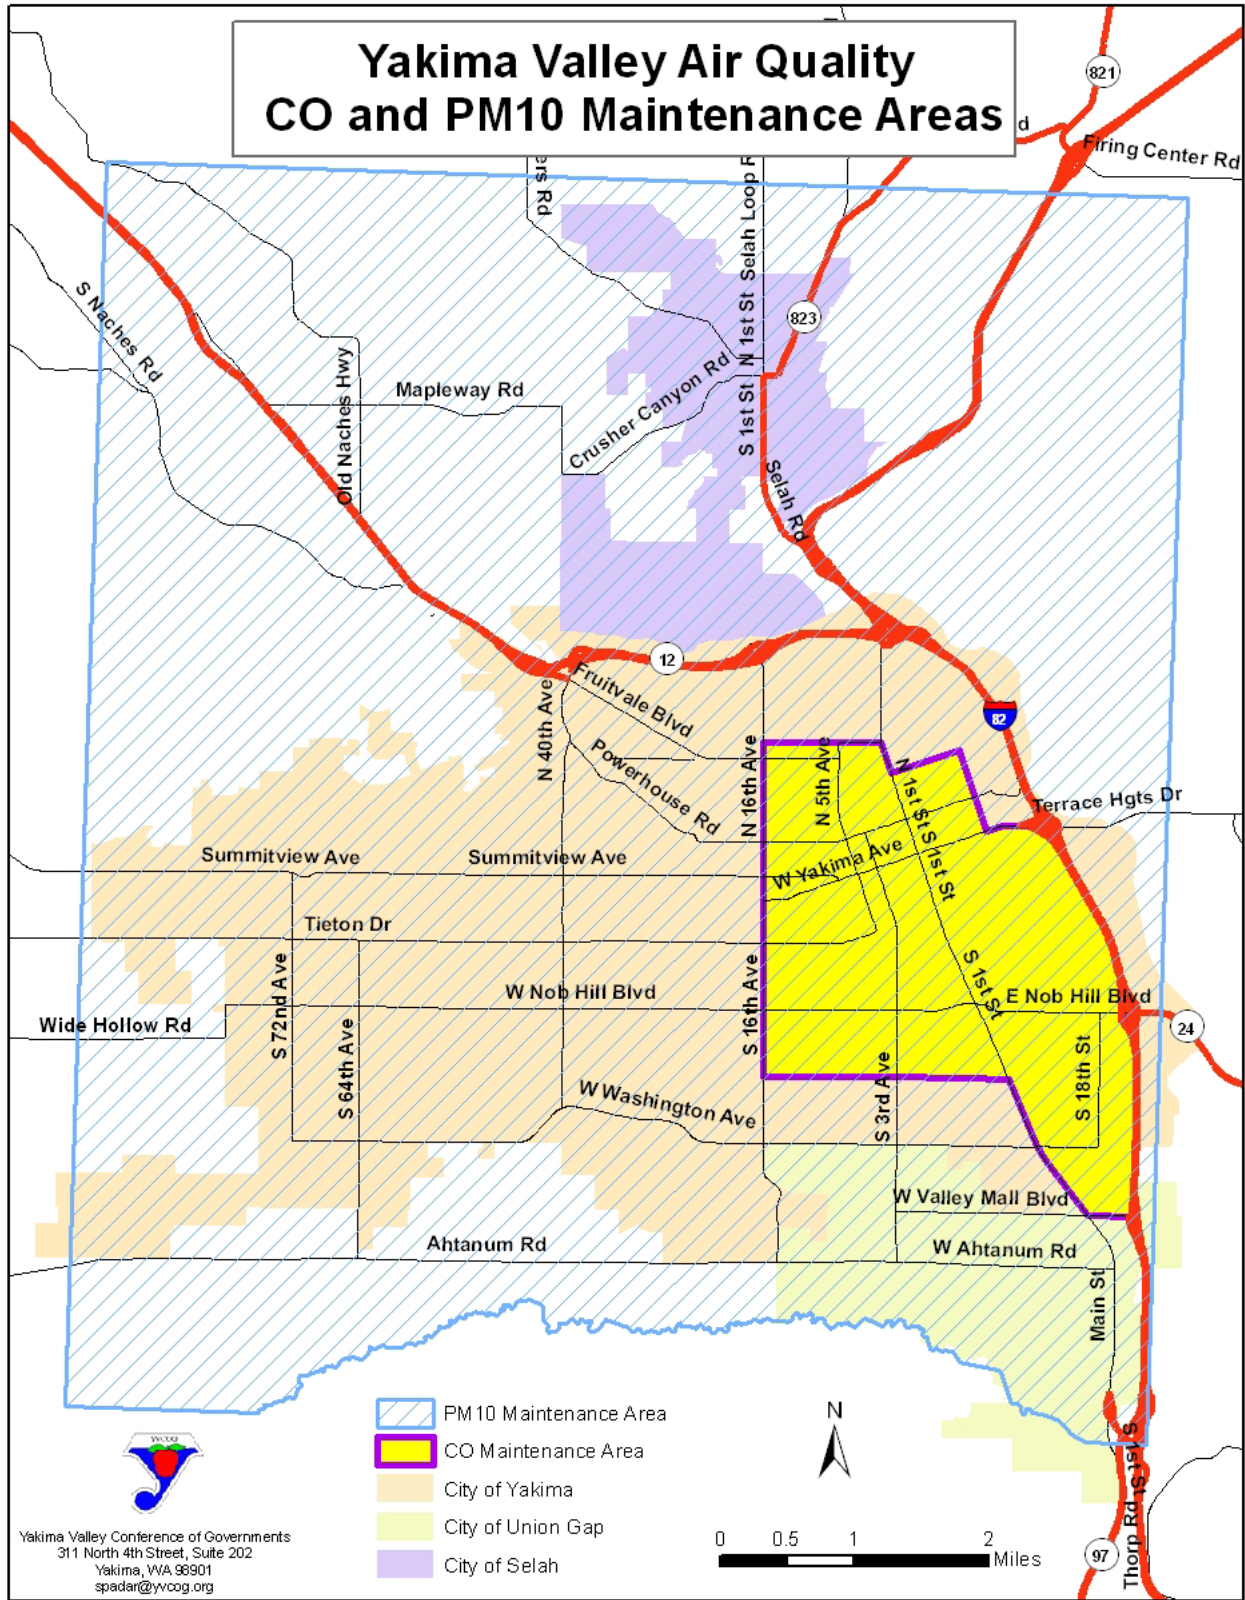 Yakima Valley Air Quality
CO and PM10 Maintenance Areas
821
Firing Center Rd
ers Rd
N 1st St
Selah Loop R
823
S Naches Rd
Old Naches Hwy
Mapleway Rd
Crusher Canyon Rd
S 1st St
Selah Rd
12
Fruitvale Blvd
N 40th Ave
Powerhouse Rd
N 16th Ave
N 5th Ave
82
N 1st St
S 1st St
Terrace Hgts Dr
Summitview Ave
Summitview Ave
W Yakima Ave
Tieton Dr
S 72nd Ave
W Nob Hill Blvd
S 16th Ave
S 1st St
E Nob Hill Blvd
Wide Hollow Rd
24
S 64th Ave
W Washington Ave
S 3rd Ave
S 18th St
W Valley Mall Blvd
Ahtanum Rd
W Ahtanum Rd
Main St
PM10 Maintenance Area
CO Maintenance Area
City of Yakima
City of Union Gap
City of Selah
N
0 0.5 1 2
Miles
S 1st St
Thorp Rd
97
YVCOG
Yakima Valley Conference of Governments
311 North 4th Street, Suite 202
Yakima, WA 98901
spadar@yvcog.org